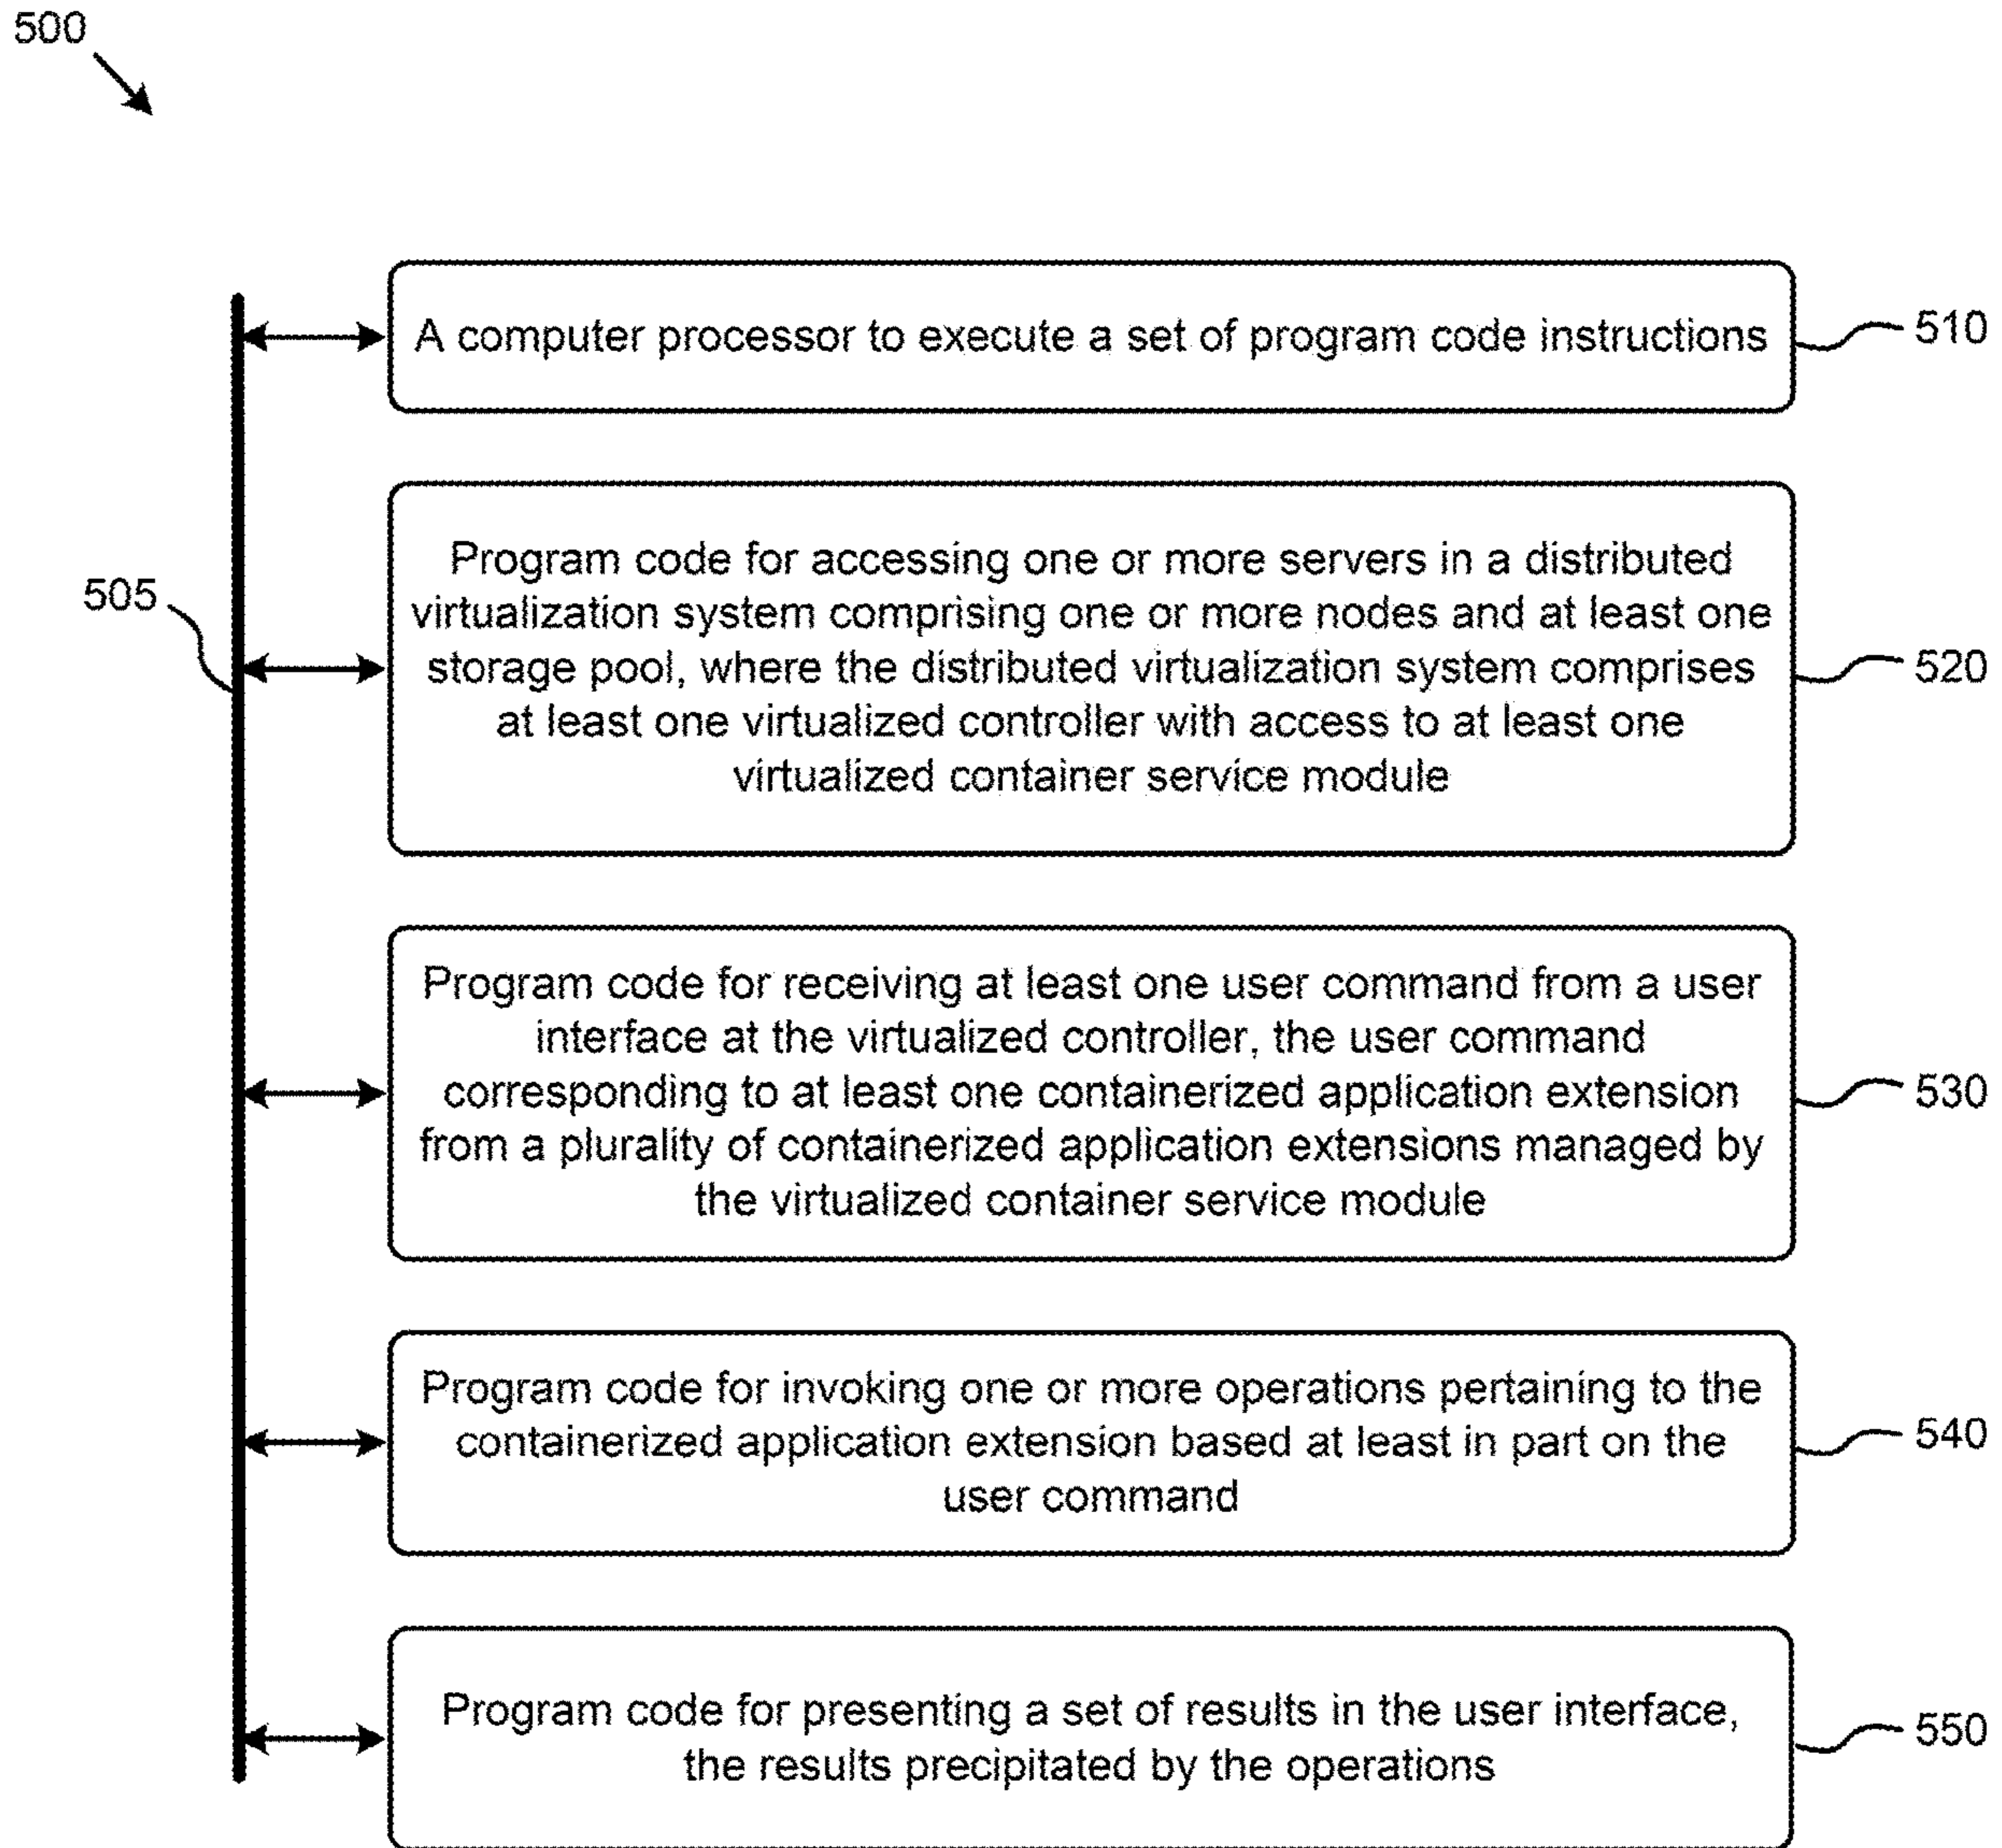 500
A computer processor to execute a set of program code instructions
510
Program code for accessing one or more servers in a distributed
virtualization system comprising one or more nodes and at least one
storage pool, where the distributed virtualization system comprises
at least one virtualized controller with access to at least one
virtualized container service module
505
520
Program code for receiving at least one user command from a user
interface at the virtualized controller, the user command
corresponding to at least one containerized application extension
from a plurality of containerized application extensions managed by
the virtualized container service module
530
Program code for invoking one or more operations pertaining to the
containerized application extension based at least in part on the
user command
540
Program code for presenting a set of results in the user interface,
the results precipitated by the operations
550